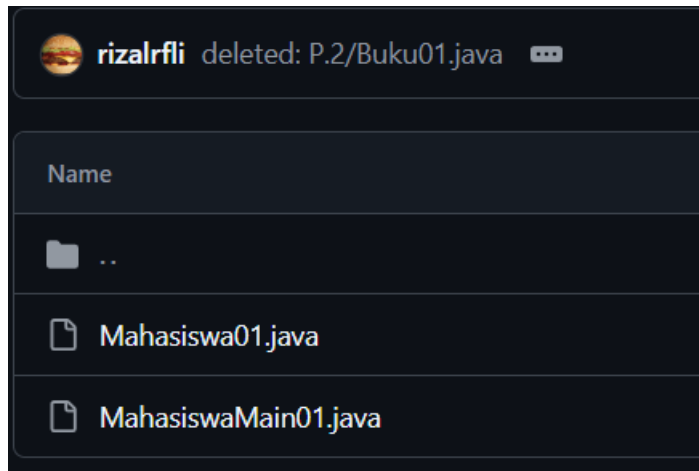 rizalrfli deleted: P.2/Buku01.java
Name
..
Mahasiswa01.java
MahasiswaMain01.java